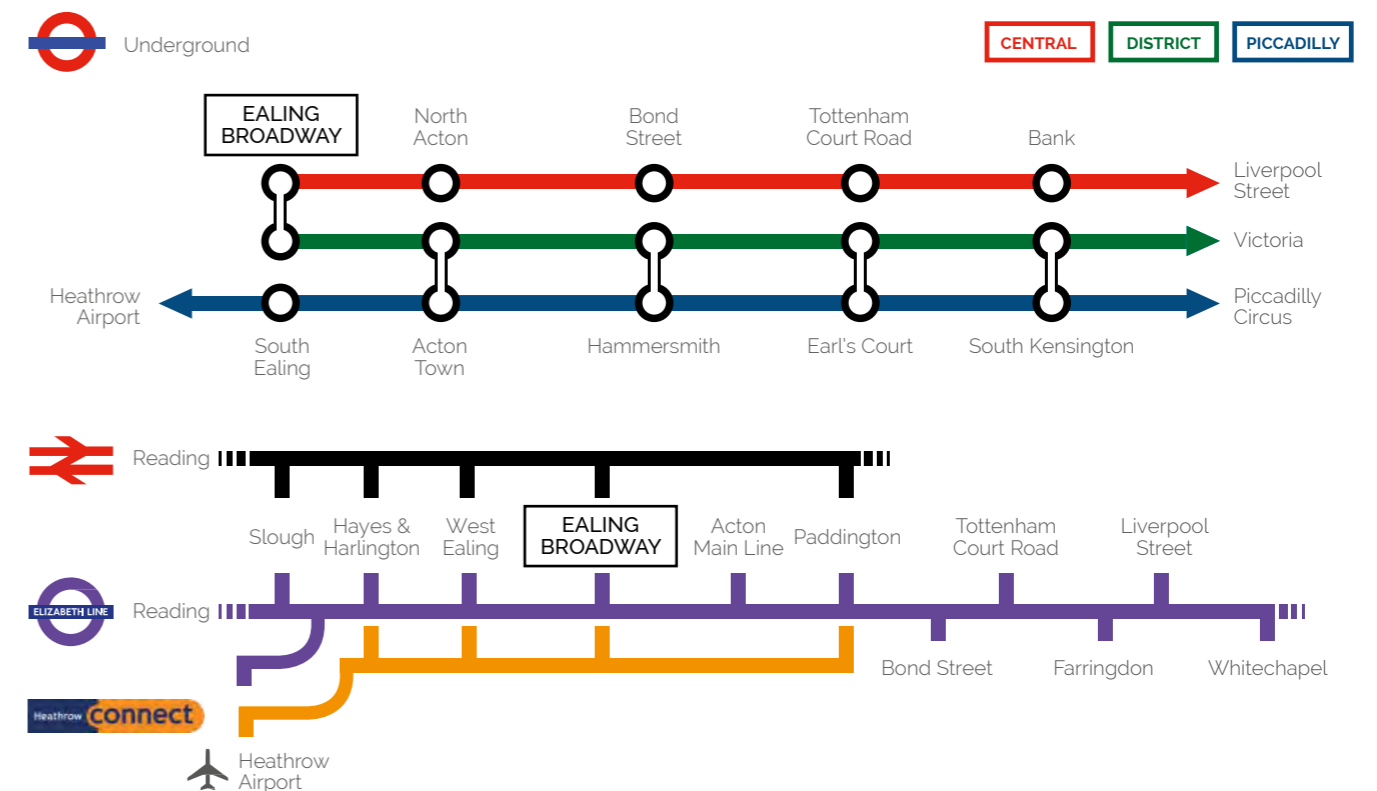 Underground
CENTRAL
DISTRICT
PICCADILLY
EALING
BROADWAY
North
Acton
Bond
Street
Tottenham
Court Road
Bank
Liverpool
Street
Victoria
Heathrow
Airport
Piccadilly
Circus
South
Ealing
Acton
Town
Hammersmith
Earl's Court
South Kensington
Reading
Slough
Hayes &
Harlington
West
Ealing
EALING
BROADWAY
Acton
Main Line
Paddington
Tottenham
Court Road
Liverpool
Street
ELIZABETH LINE
Reading
Bond Street
Farringdon
Whitechapel
Heathrow connect
Heathrow
Airport